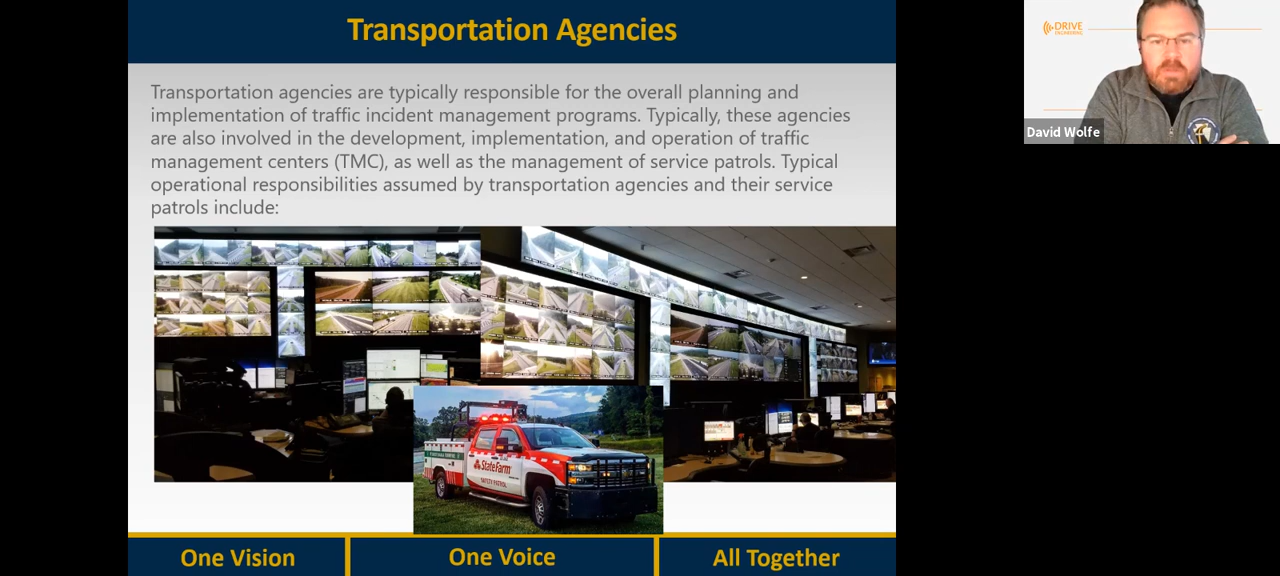 Transportation Agencies
Transportation agencies are typically responsible for the overall planning and
implementation of traffic incident management programs. Typically, these agencies
are also involved in the development, implementation, and operation of traffic
management centers (TMC), as well as the management of service patrols. Typical
operational responsibilities assumed by transportation agencies and their service
patrols include:
StateFarm
SAFETY PATROL
One Vision
One Voice
All Together
DRIVE
ENGINEERING
David Wolfe